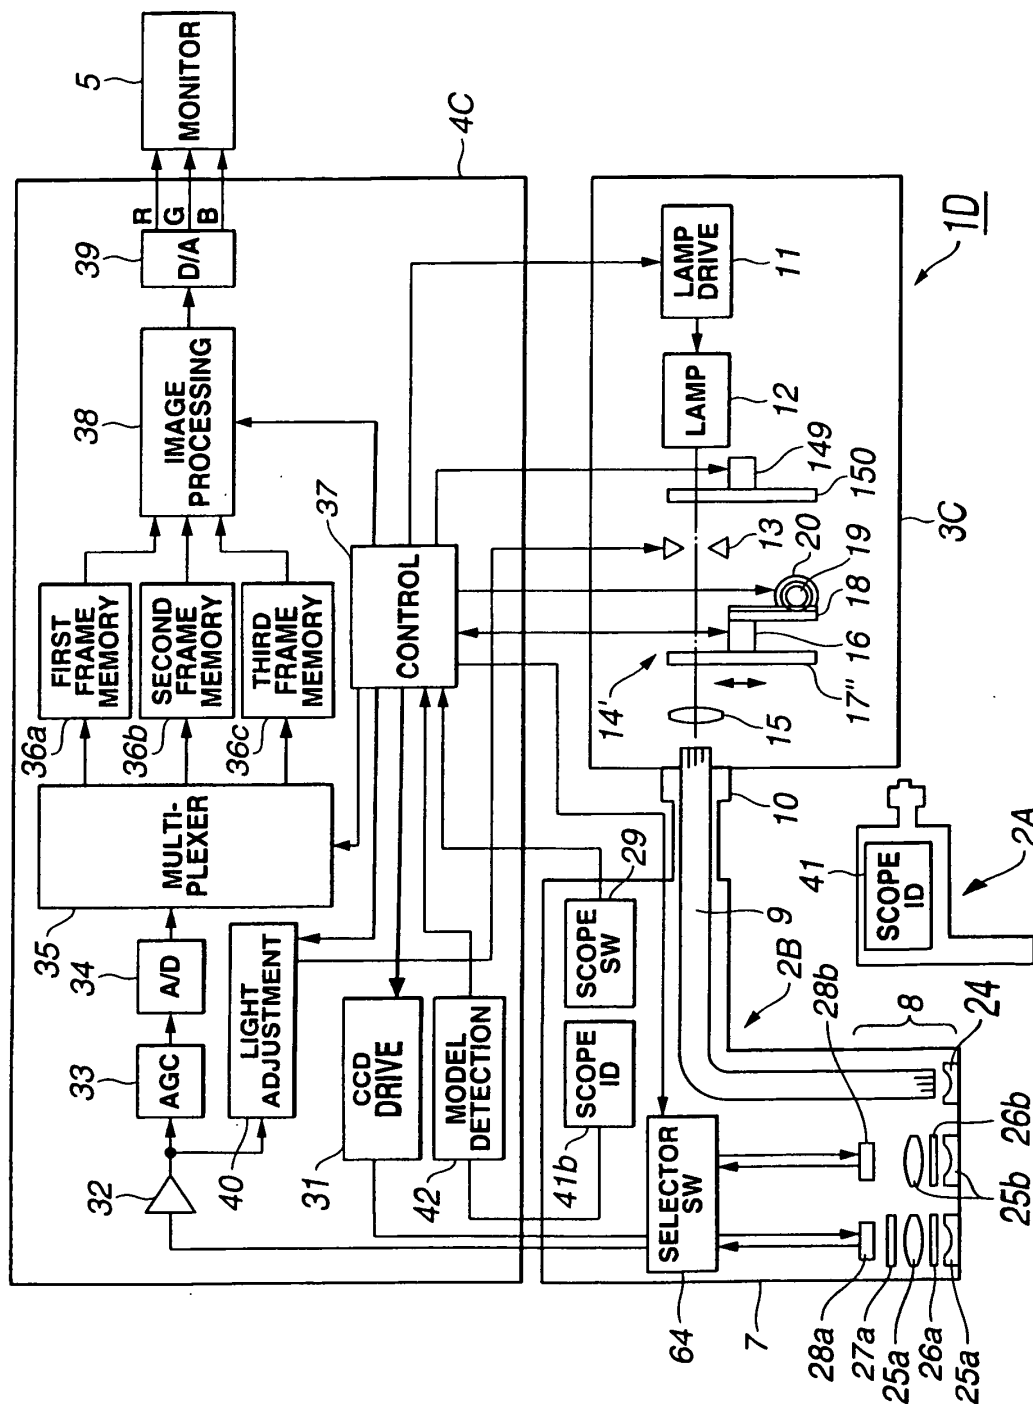 5
MONITOR
4C
R
G
B
39
D/A
38
IMAGE
PROCESSING
37
CONTROL
36a
FIRST
FRAME
MEMORY
36b
SECOND
FRAME
MEMORY
36c
THIRD
FRAME
MEMORY
35
MULTI-
PLEXER
34
A/D
33
AGC
32
40
LIGHT
ADJUSTMENT
31
CCD
DRIVE
42
MODEL
DETECTION
1D
LAMP
DRIVE
11
LAMP
12
149
150
3C
13
20
19
18
16
17"
14'
15
10
29
SCOPE
SW
41b
SCOPE
ID
9
2B
41
SCOPE
ID
2A
64
SELECTOR
SW
7
28b
8
24
26b
25b
28a
27a
25a
26a
25a